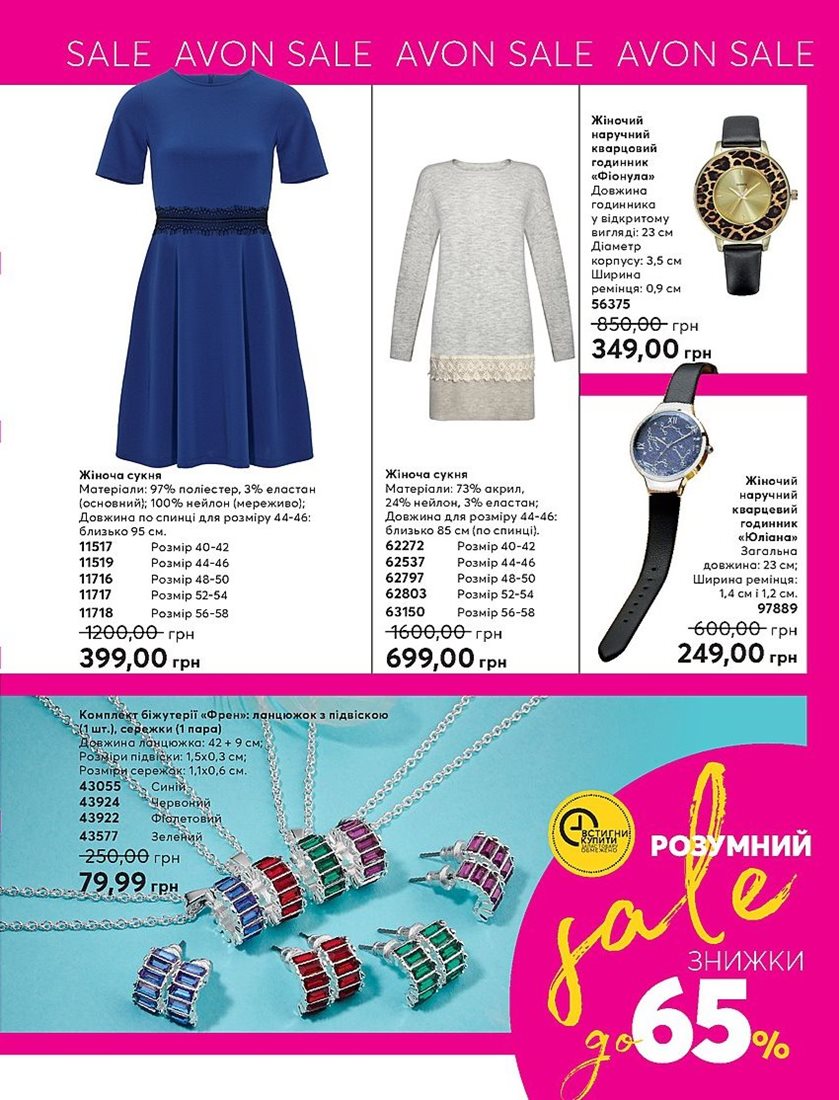 SALE AVON SALE AVON SALE AVON SALE
Жіноча сукня
Матеріали: 97% поліестер, 3% еластан
(основний); 100% нейлон (мереживо);
Довжина по спинці для розміру 44-46:
близько 95 см.
11517 Розмір 40-42
11519 Розмір 44-46
11716 Розмір 48-50
11717 Розмір 52-54
11718 Розмір 56-58
1200,00 грн
399,00 грн
Жіноча сукня
Матеріали: 73% акрил,
24% нейлон, 3% еластан;
Довжина для розміру 44-46:
близько 85 см (по спинці).
62272 Розмір 40-42
62537 Розмір 44-46
62797 Розмір 48-50
62803 Розмір 52-54
63150 Розмір 56-58
1600,00 грн
699,00 грн
Жіночий
наручний
кварцовий
годинник
«Фіонула»
Довжина
годинника
у відкритому
вигляді: 23 см
Діаметр
корпусу: 3,5 см
Ширина
ремінця: 0,9 см
56375
850,00 грн
349,00 грн
Жіночий
наручний
кварцевий
годинник
«Юліана»
Загальна
довжина: 23 см;
Ширина ремінця:
1,4 см і 1,2 см.
97889
600,00 грн
249,00 грн
Комплект біжутерії «Френ»: ланцюжок з підвіскою
(1 шт.), сережки (1 пара)
Довжина ланцюжка: 42 + 9 см;
Розміри підвіски: 1,5х0,3 см;
Розміри сережок: 1,1х0,6 см.
43055 Синій
43924 Червоний
43922 Фіолетовий
43577 Зелений
250,00 грн
79,99 грн
ВСТИГНИ
КУПИТИ
ОБМЕЖЕНО
РОЗУМНИЙ
sale
ЗНИЖКИ
до 65%